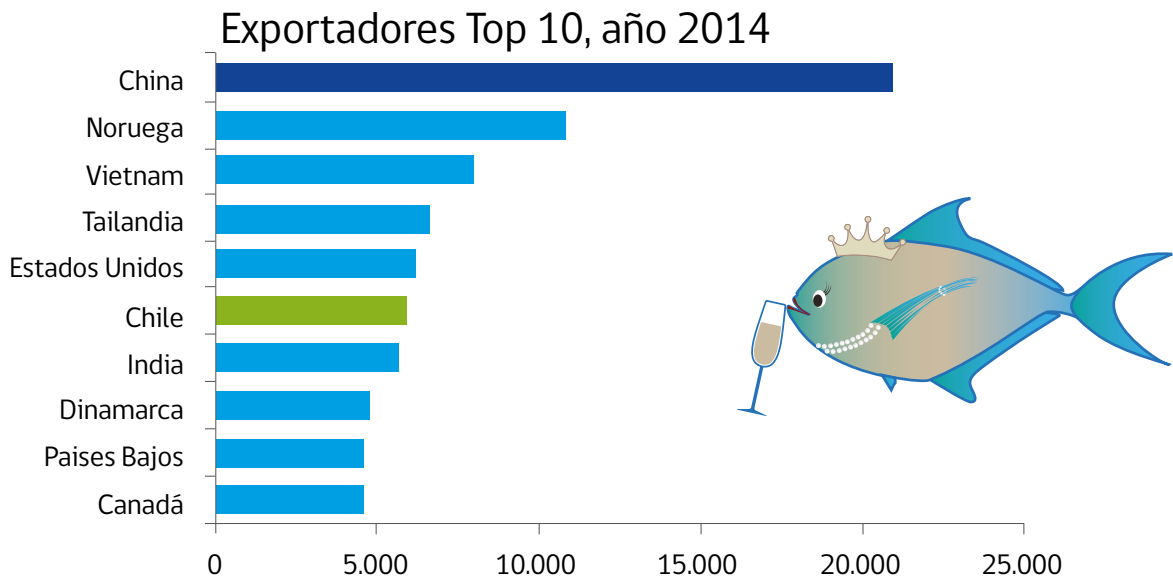 Exportadores Top 10, año 2014
China
Noruega
Vietnam
Tailandia
Estados Unidos
Chile
India
Dinamarca
Paises Bajos
Canadá
0 5.000 10.000 15.000 20.000 25.000